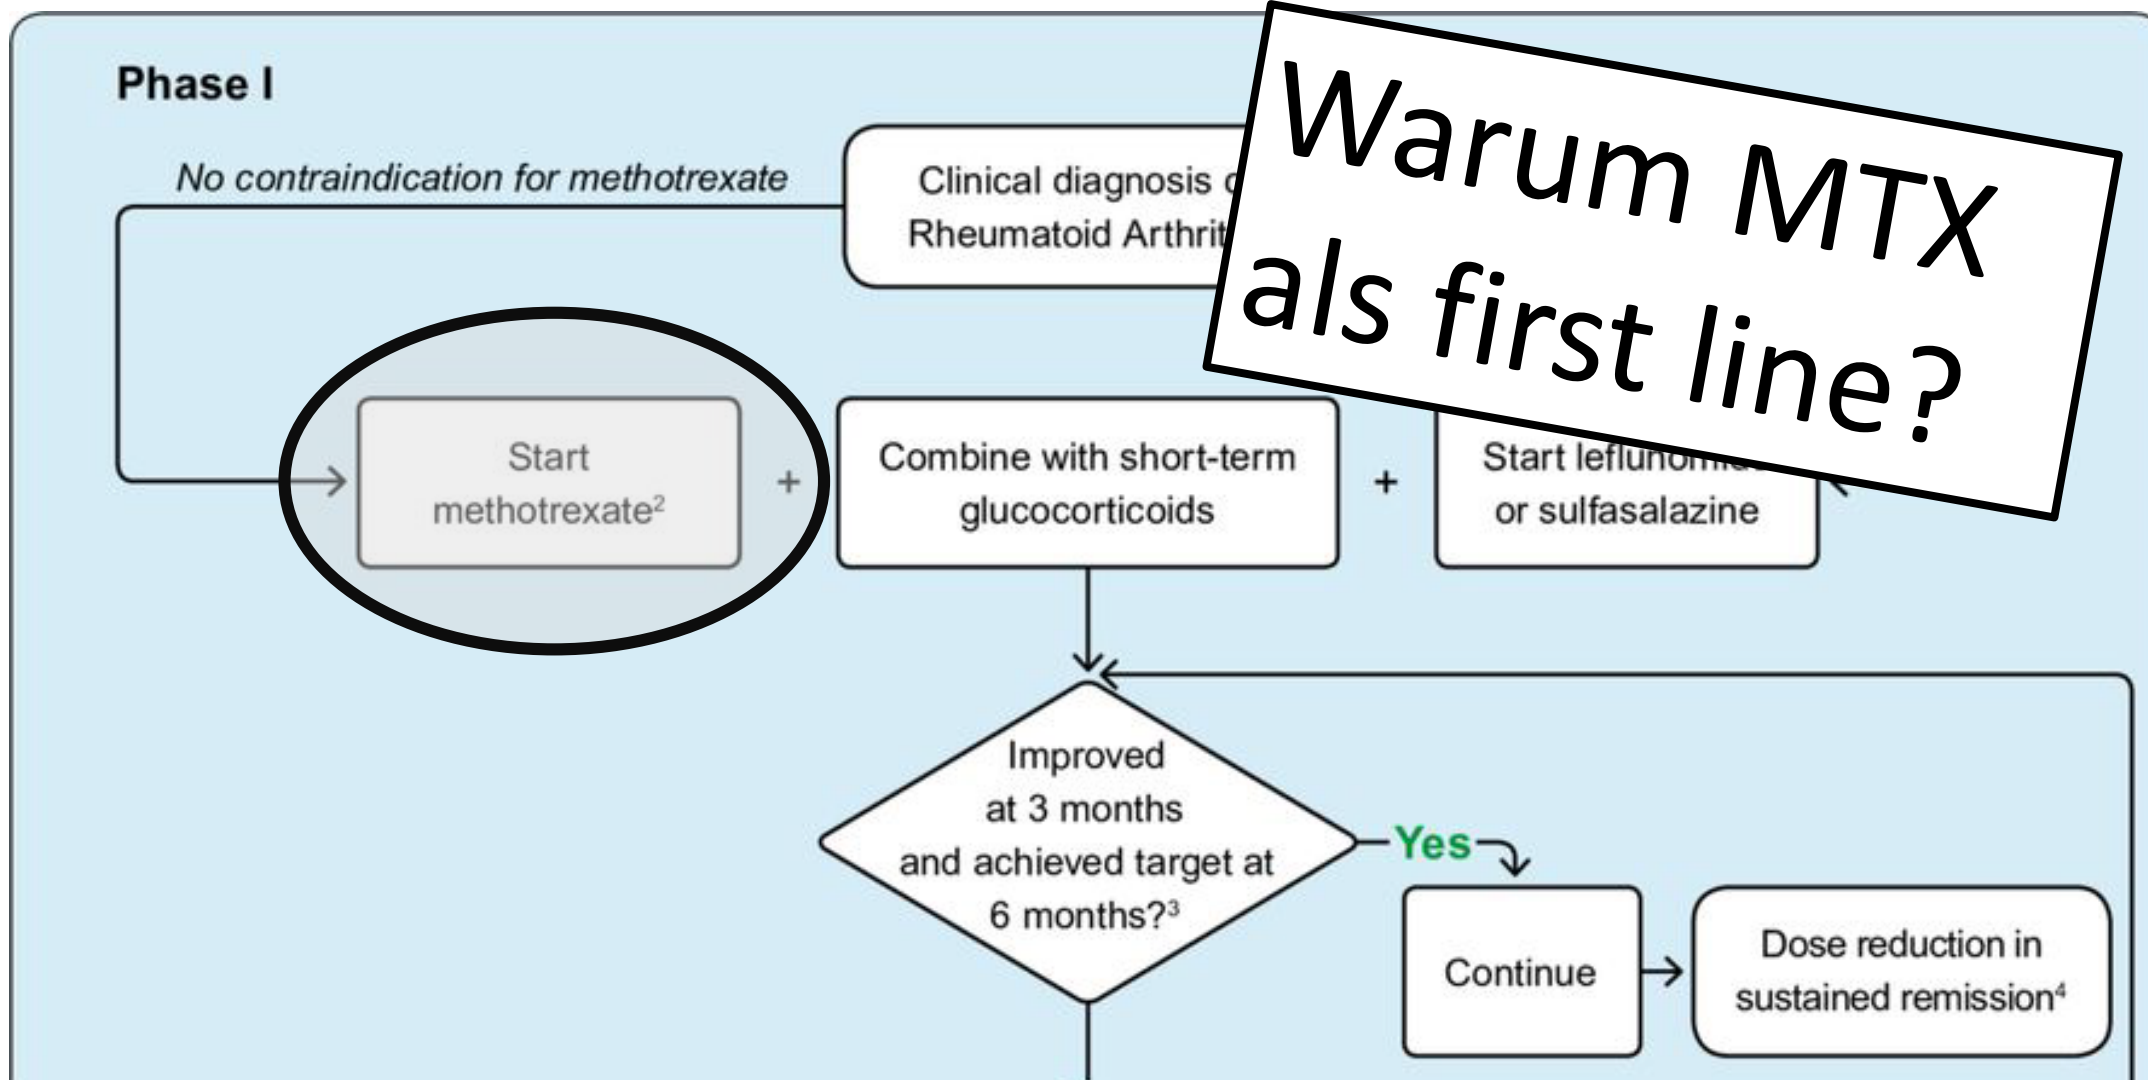 Phase I
Warum MTX
als first line?
No contraindication for methotrexate
Clinical diagnosis
Rheumatoid
Start
methotrexate²
+
Combine with short-term
glucocorticoids
+
Start leflunomide
or sulfasalazine
Improved
at 3 months
and achieved target at
6 months?³
Yes
Continue
Dose reduction in
sustained remission⁴